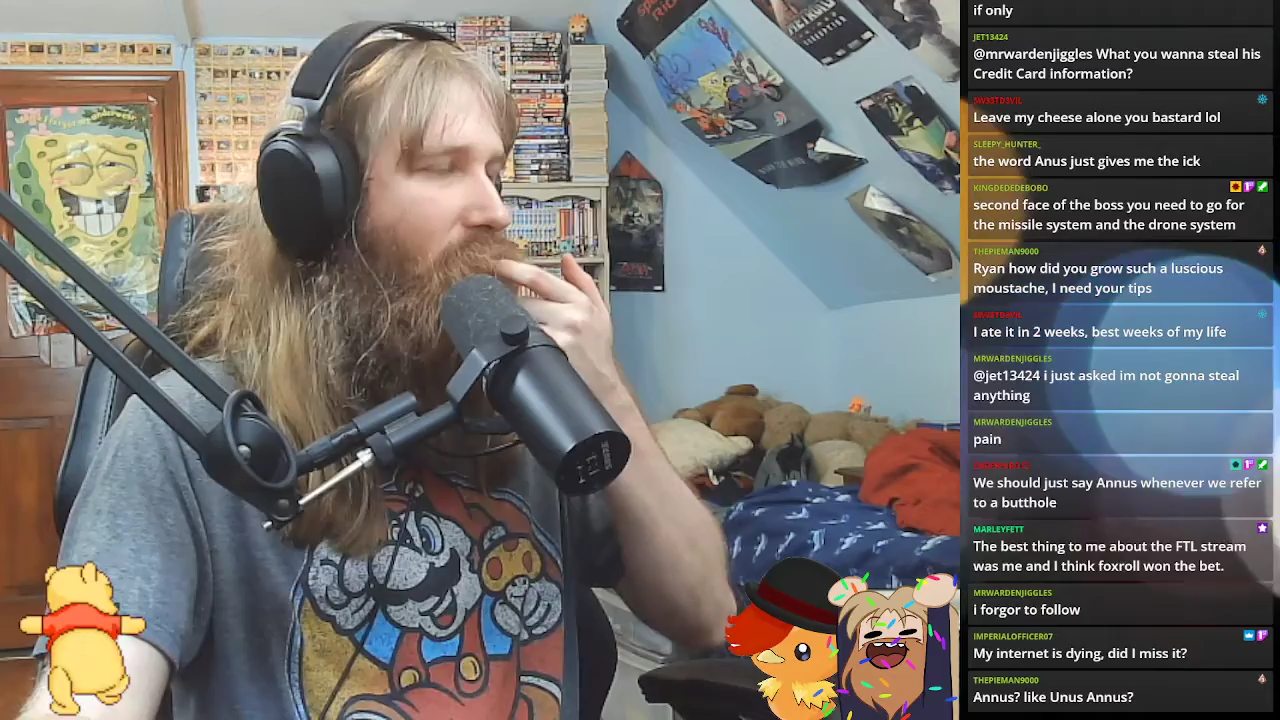 if only
JET13424
@mrwardenjiggles What you wanna steal his
Credit Card information?
Leave my cheese alone you bastard lol
SLEEPY_HUNTER_
the word Anus just gives me the ick
KINGDEDEDEBOBO
second face of the boss you need to go for
the missile system and the drone system
THEPIEMAN9000
Ryan how did you grow such a luscious
moustache, I need your tips
I ate it in 2 weeks, best weeks of my life
MRWARDENJIGGLES
@jet13424 i just asked im not gonna steal
anything
MRWARDENJIGGLES
pain
We should just say Annus whenever we refer
to a butthole
MARLEYFETT
The best thing to me about the FTL stream
was me and I think foxroll won the bet.
MRWARDENJIGGLES
i forgor to follow
IMPERIALOFFICER07
My internet is dying, did I miss it?
THEPIEMAN9000
Annus? like Unus Annus?